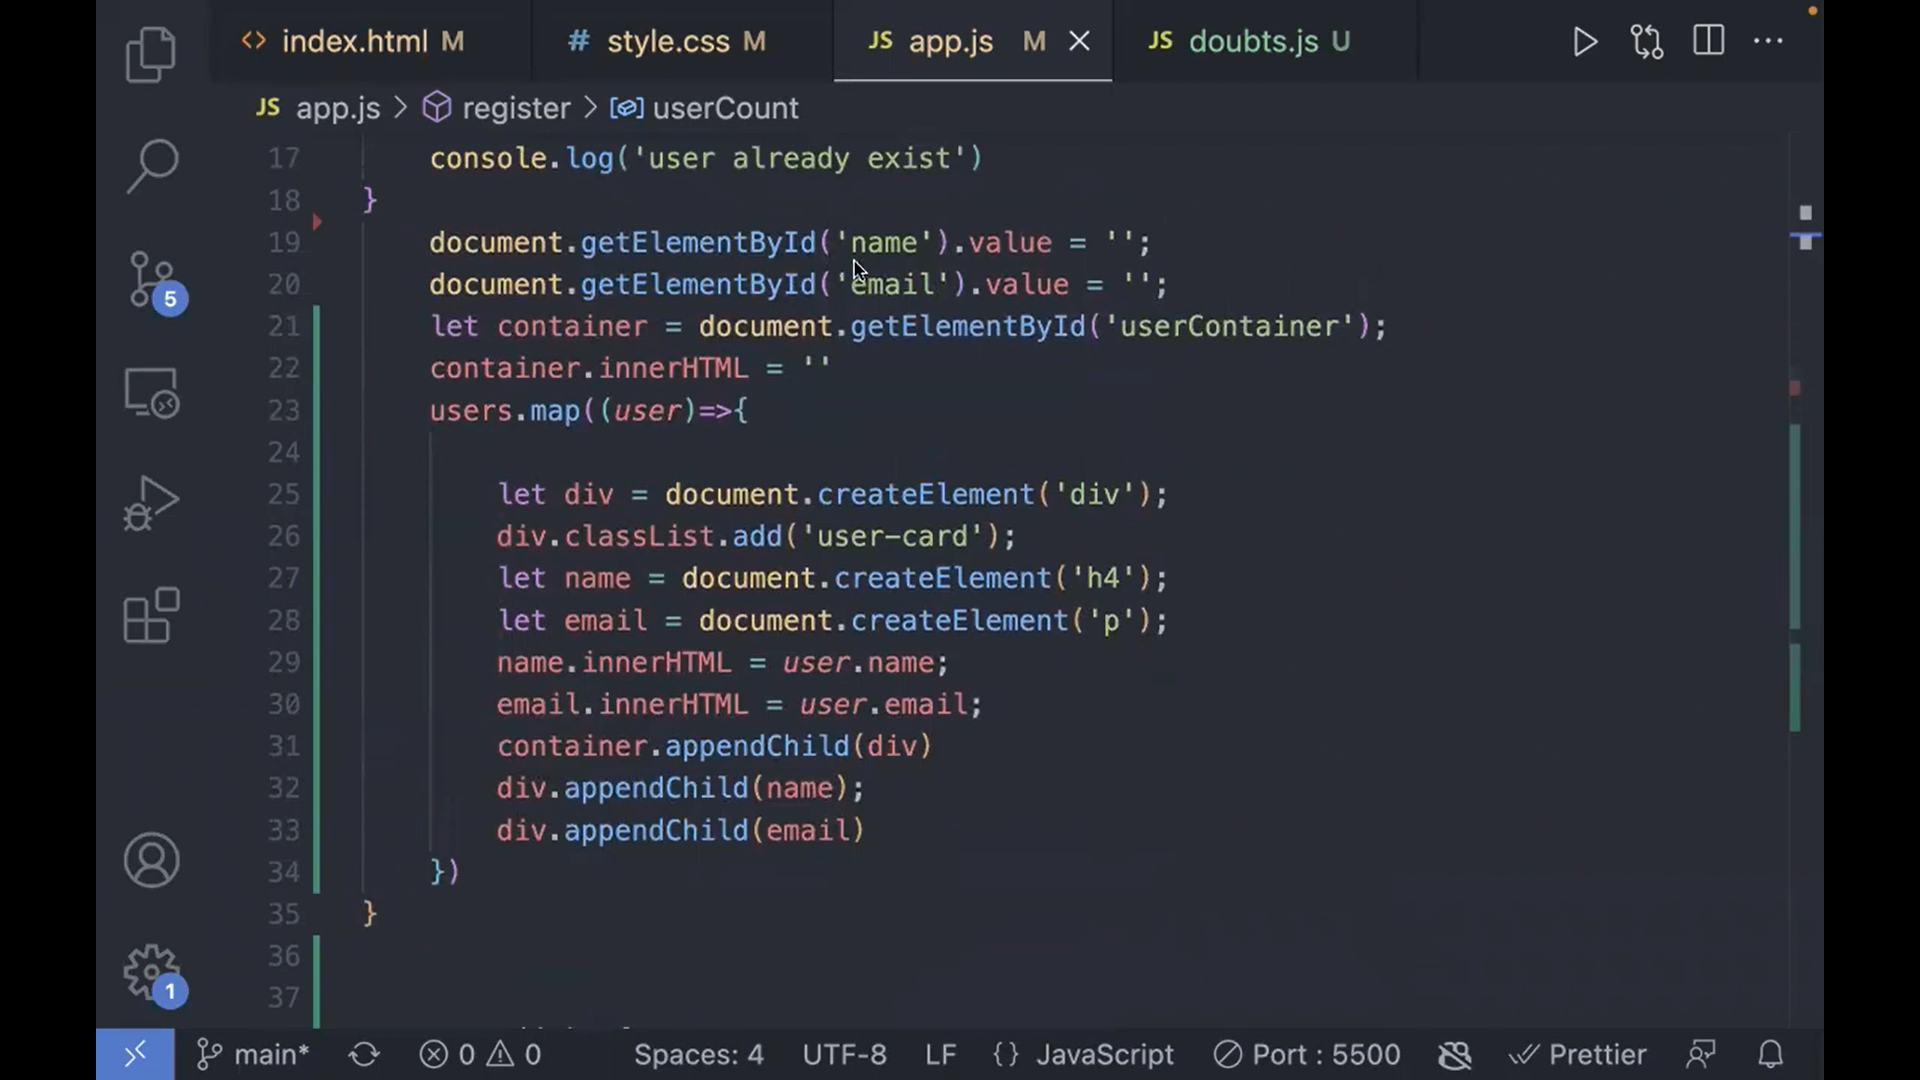 <> index.html M
# style.css M
JS app.js M
JS doubts.js U
JS app.js > register > userCount
17 console.log('user already exist')
18 }
19 document.getElementById('name').value = '';
20 document.getElementById('email').value = '';
21 let container = document.getElementById('userContainer');
22 container.innerHTML = ''
23 users.map((user)=>{
24
25 let div = document.createElement('div');
26 div.classList.add('user-card');
27 let name = document.createElement('h4');
28 let email = document.createElement('p');
29 name.innerHTML = user.name;
30 email.innerHTML = user.email;
31 container.appendChild(div)
32 div.appendChild(name);
33 div.appendChild(email)
34 })
35 }
36
37
5
1
main* 0 0 Spaces: 4 UTF-8 LF {} JavaScript Port : 5500 Prettier